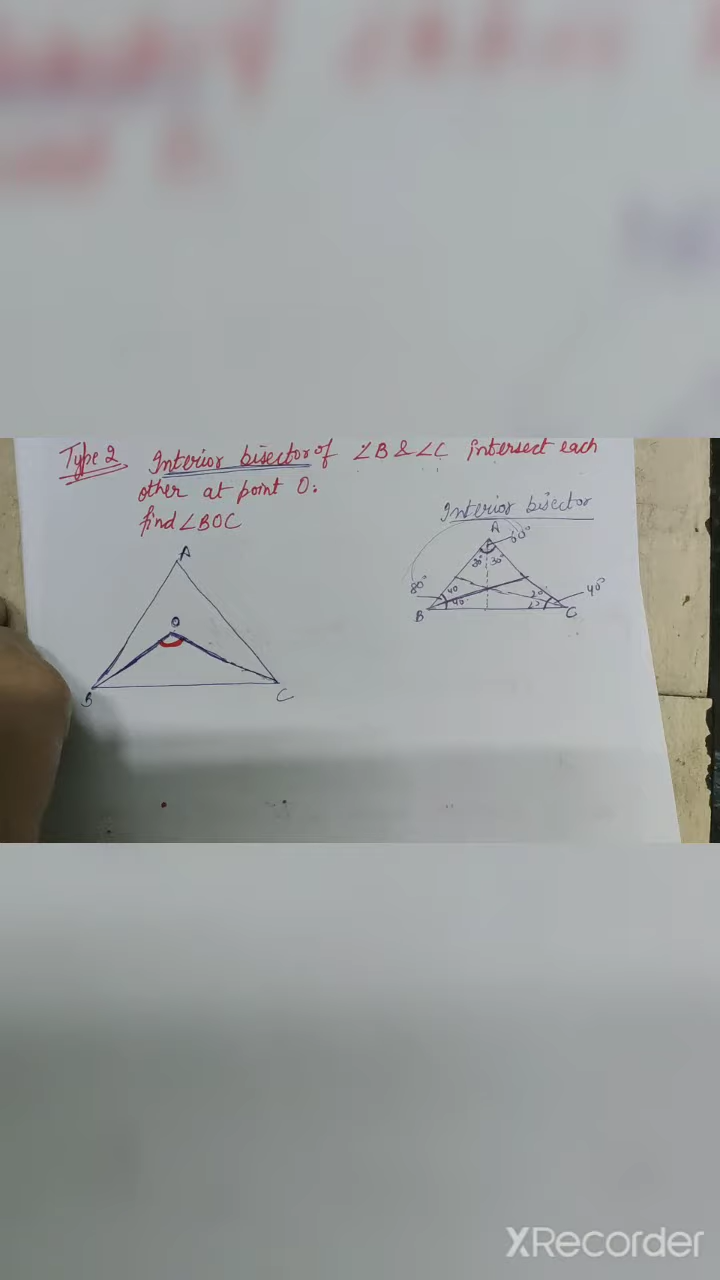 Type 2 Interior bisector of ∠B & ∠C intersect each
other at point O.
find ∠BOC
Interior bisector
A
60°
30° 30°
80°
40
40
20
40°
B
C
A
O
B
C
XRecorder